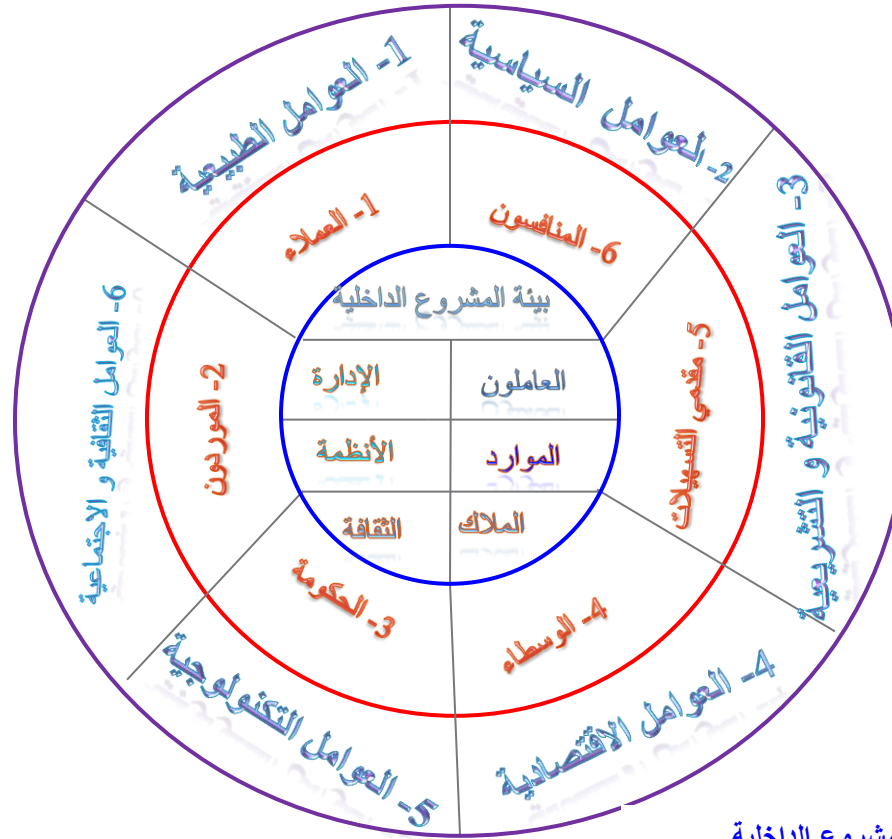 1- العوامل الطبيعية
2- العوامل السياسية
3- العوامل القانونية و التشريعية
4- العوامل الاقتصادية
5- العوامل التكنولوجية
6- العوامل الثقافية و الاجتماعية
1- العملاء
2- الموردون
3- الحكومة
4- الوسطاء
5- مقدمي التسهيلات
6- المنافسون
بيئة المشروع الداخلية
العاملون
الإدارة
الموارد
الأنظمة
الملاك
الثقافة
الداخلية